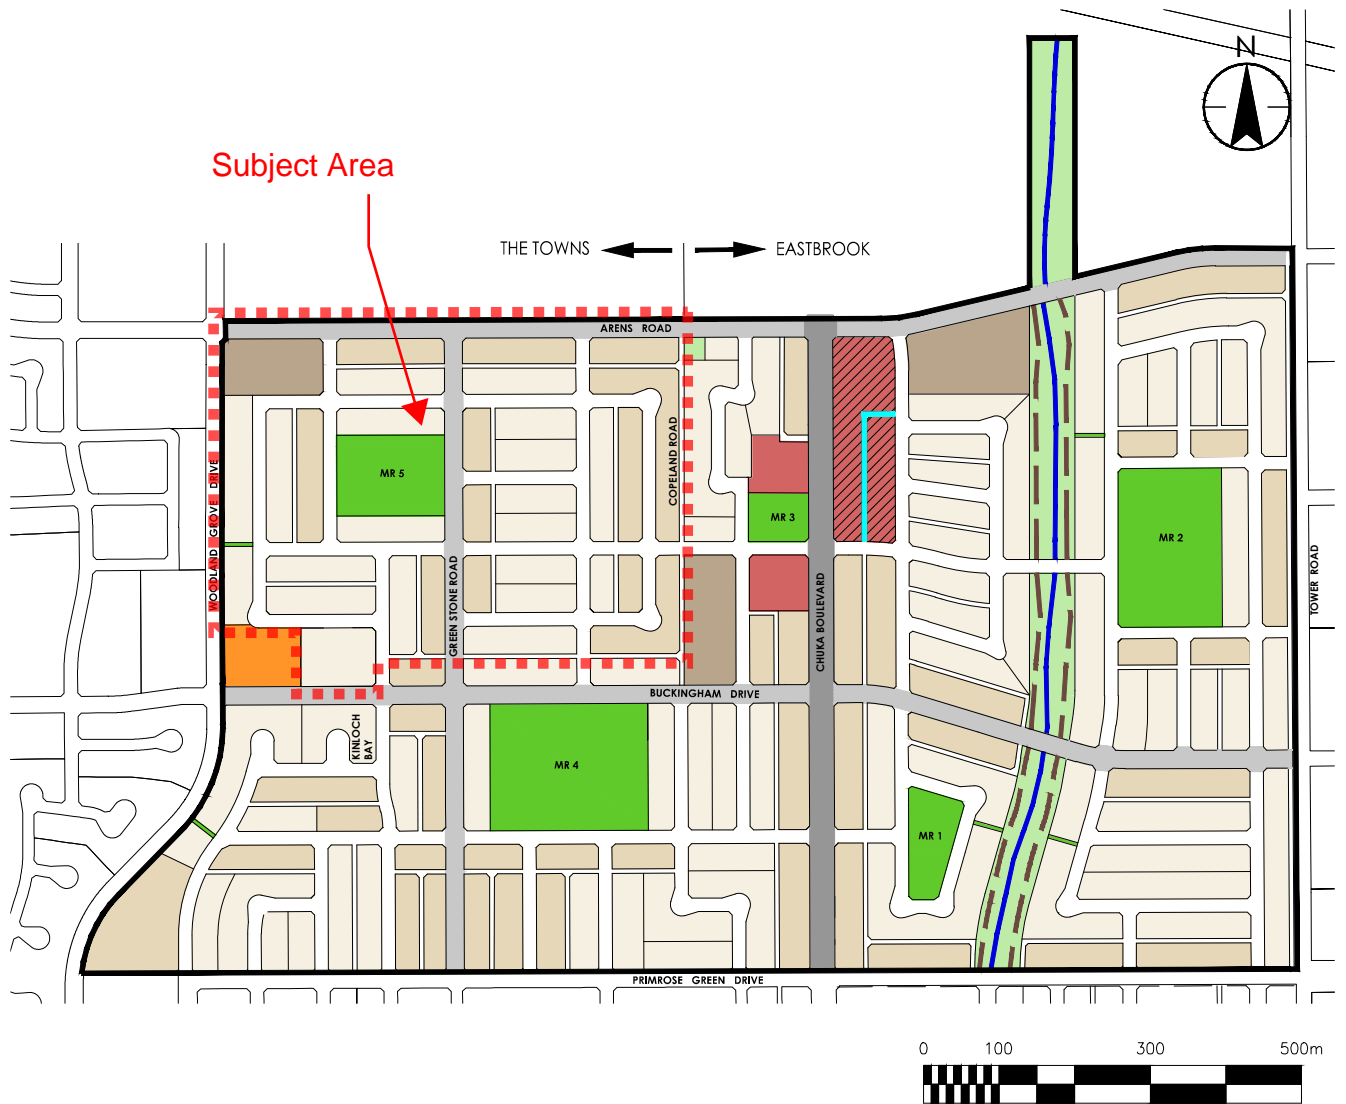 N
Subject Area
THE TOWNS
EASTBROOK
ARENS ROAD
COPELAND ROAD
MR 5
WOODLAND GROVE DRIVE
MR 3
MR 2
GREEN STONE ROAD
CHUKA BOULEVARD
TOWER ROAD
BUCKINGHAM DRIVE
KINLOCH
BAY
MR 4
MR 1
PRIMROSE GREEN DRIVE
0 100 300 500m